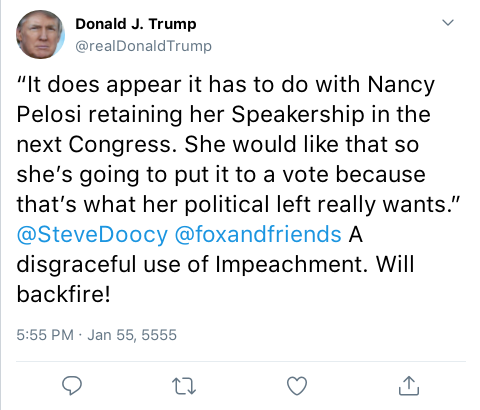 Donald J. Trump
@realDonaldTrump
“It does appear it has to do with Nancy
Pelosi retaining her Speakership in the
next Congress. She would like that so
she’s going to put it to a vote because
that’s what her political left really wants.”
@SteveDoocy @foxandfriends A
disgraceful use of Impeachment. Will
backfire!
5:55 PM · Jan 55, 5555